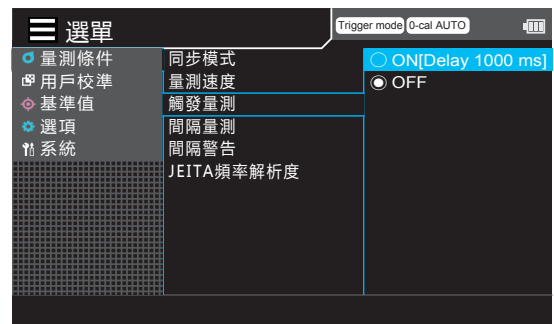 選單
Trigger mode 0-cal AUTO
量測條件
用戶校準
基準值
選項
系統
同步模式
量測速度
觸發量測
間隔量測
間隔警告
JEITA頻率解析度
ON[Delay 1000 ms]
OFF